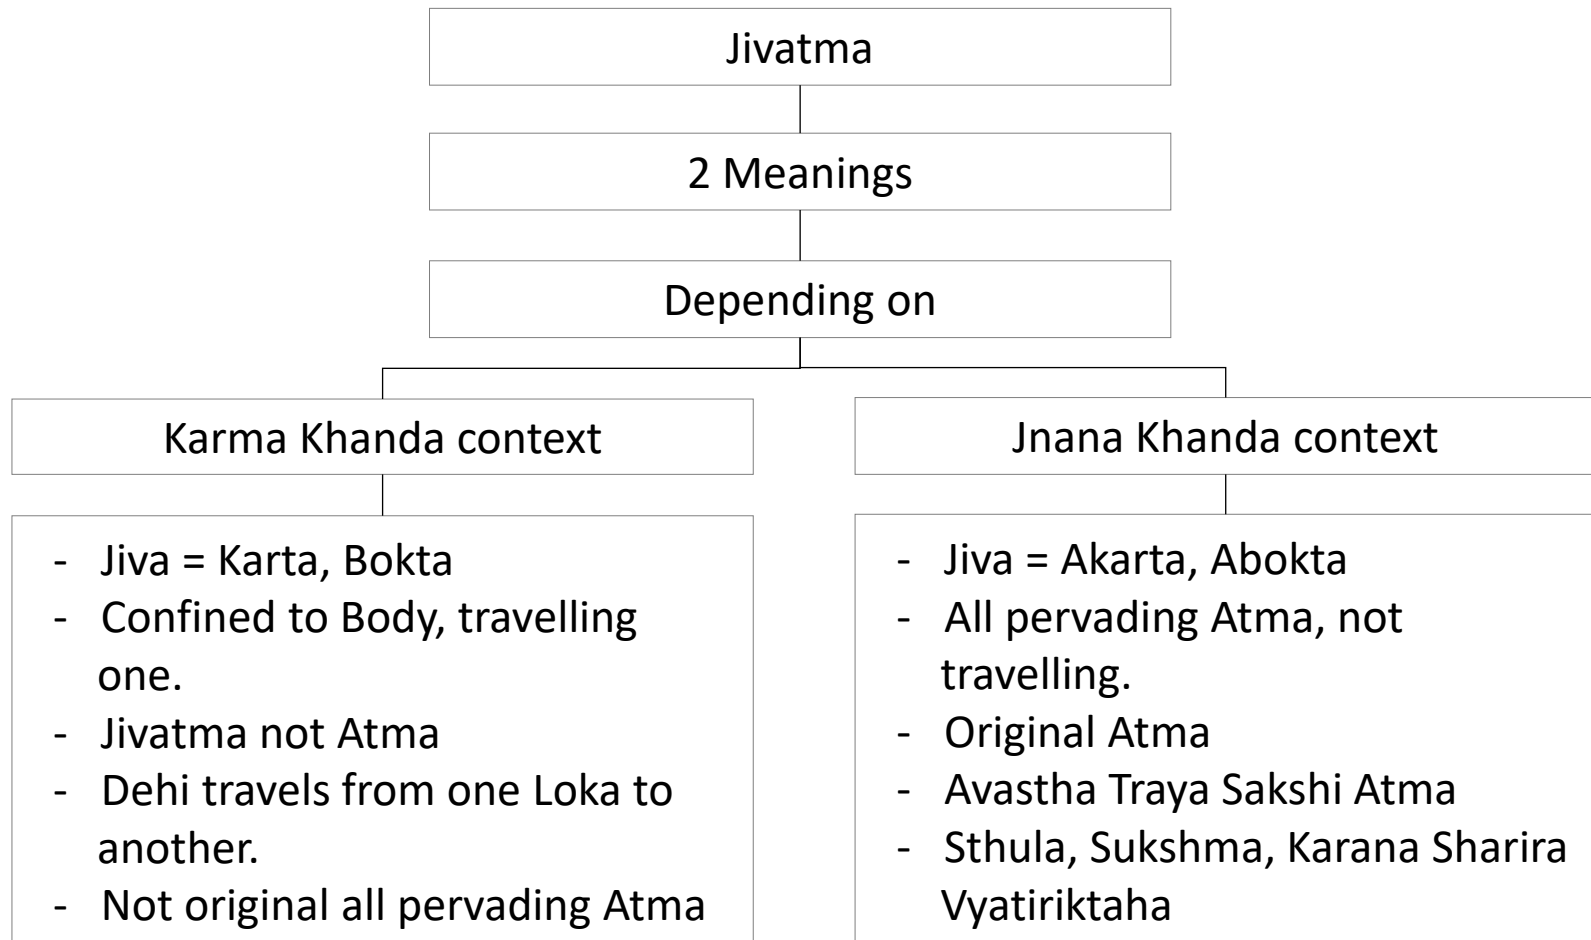 Jivatma
2 Meanings
Depending on
Karma Khanda context
- Jiva = Karta, Bokta
- Confined to Body, travelling
one.
- Jivatma not Atma
- Dehi travels from one Loka to
another.
- Not original all pervading Atma
Jnana Khanda context
- Jiva = Akarta, Abokta
- All pervading Atma, not
travelling.
- Original Atma
- Avastha Traya Sakshi Atma
- Sthula, Sukshma, Karana Sharira
Vyatiriktaha